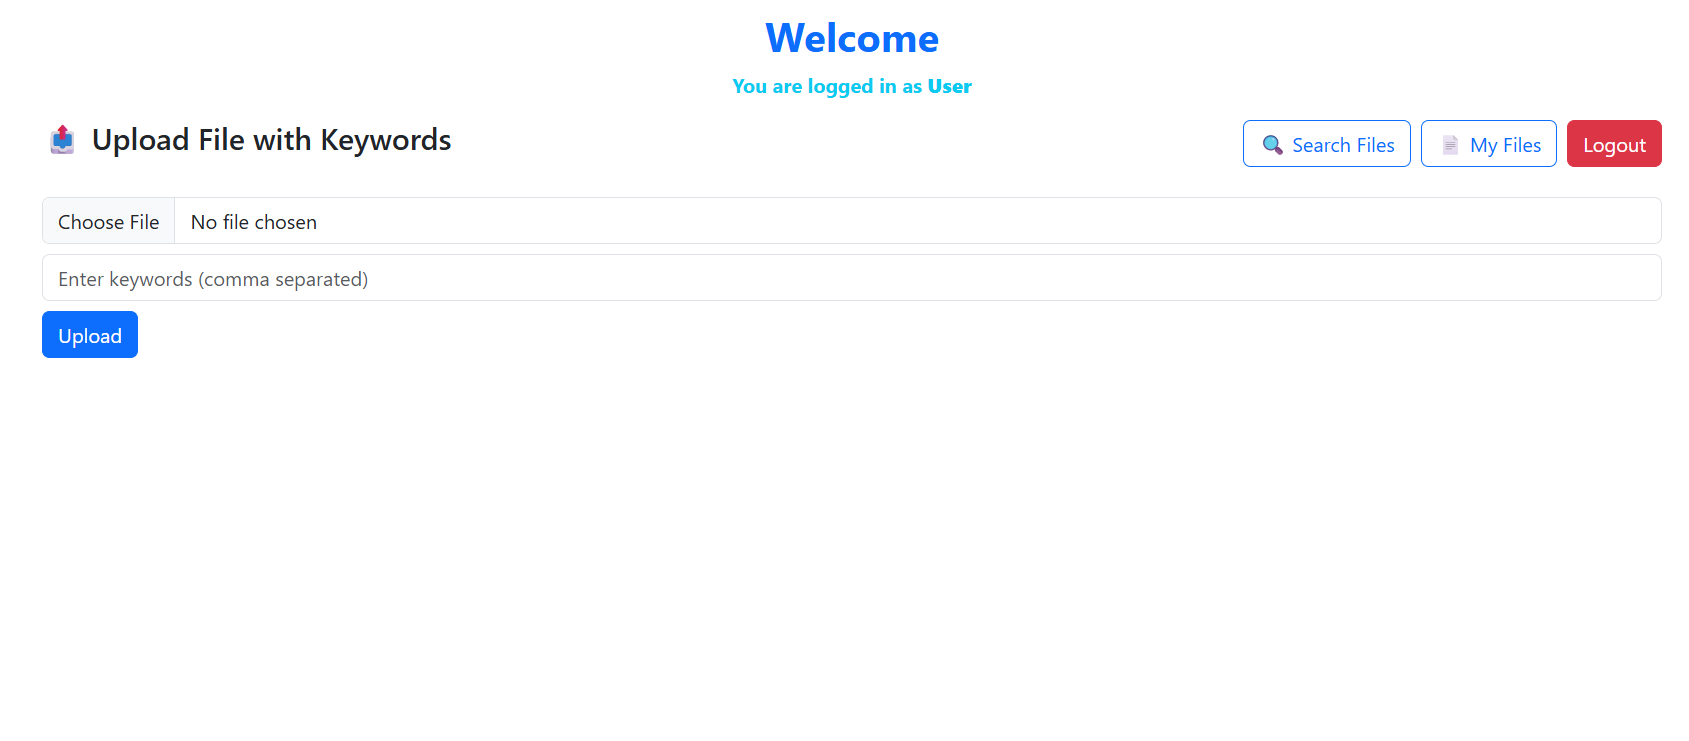 Welcome
You are logged in as User
Upload File with Keywords
Search Files
My Files
Logout
Choose File
No file chosen
Enter keywords (comma separated)
Upload